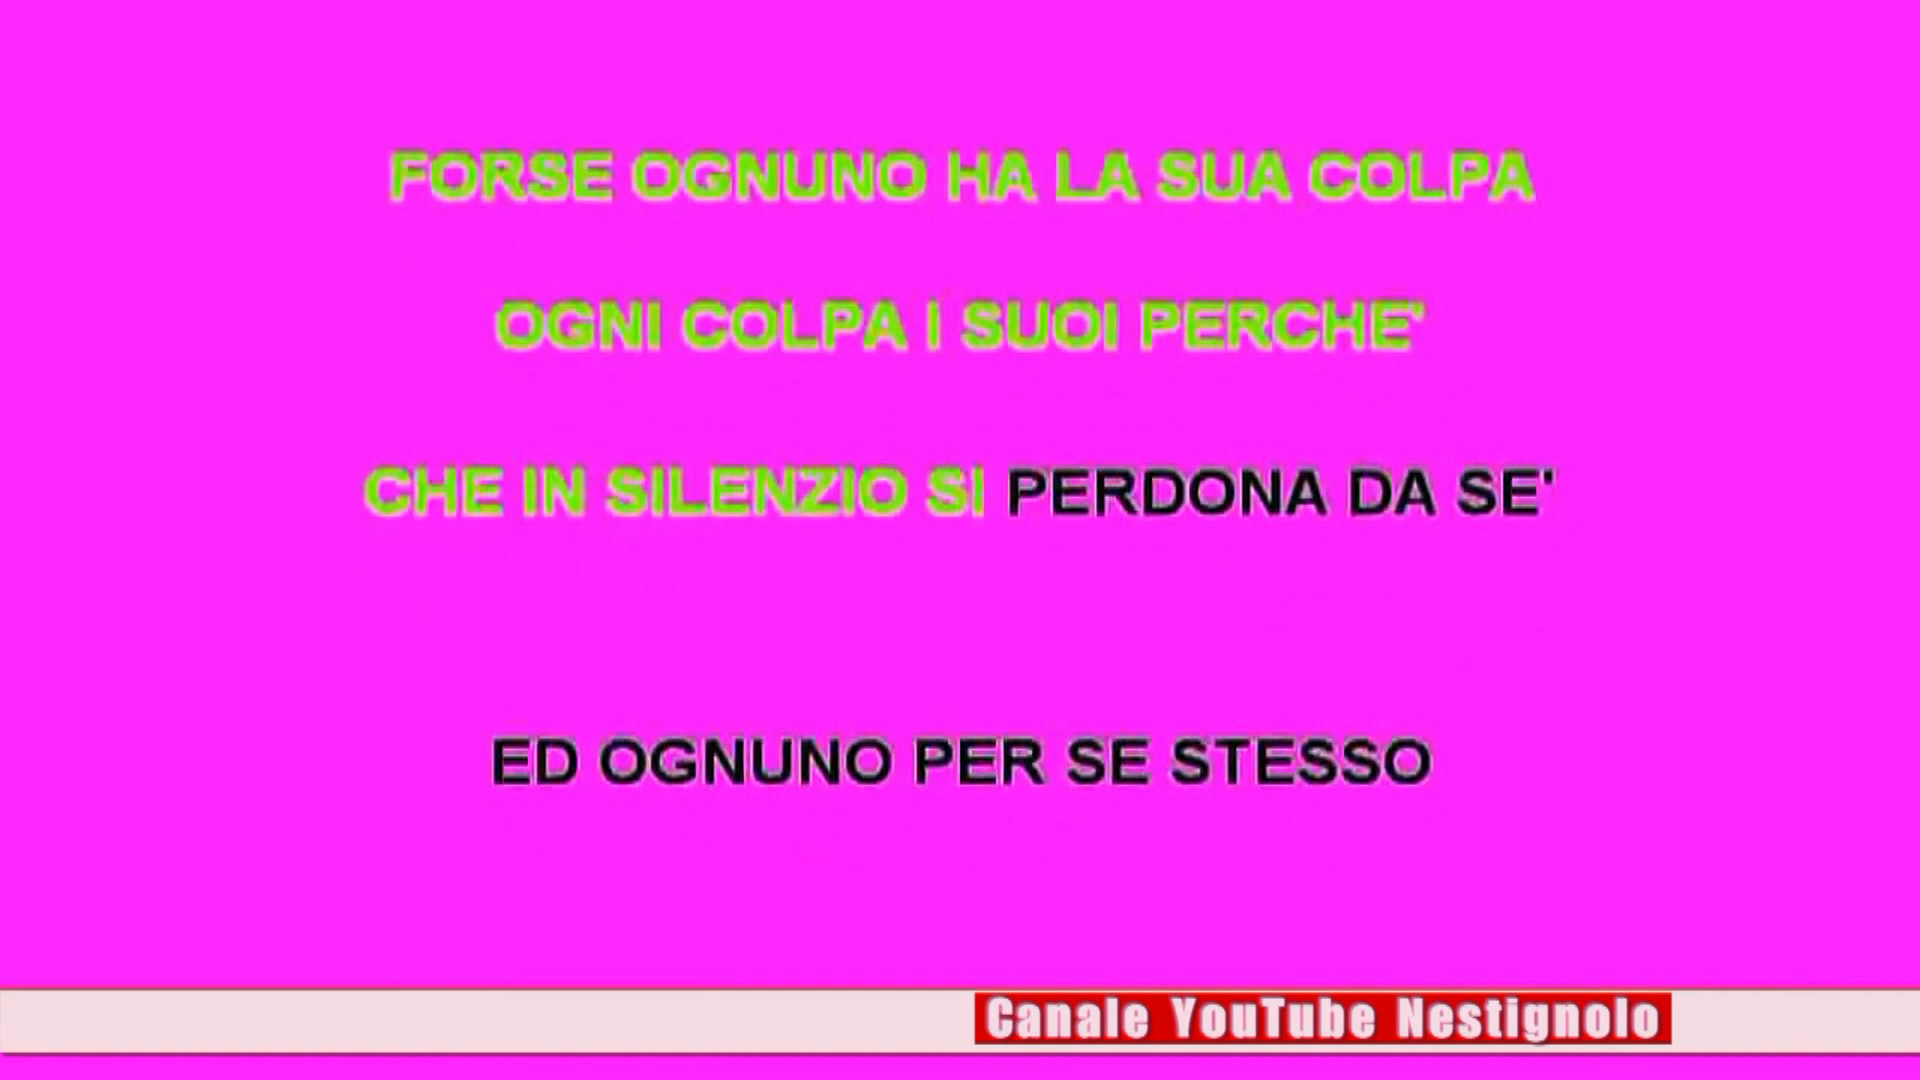 FORSE OGNUNO HA LA SUA COLPA
OGNI COLPA I SUOI PERCHE'
CHE IN SILENZIO SI PERDONA DA SE'
ED OGNUNO PER SE STESSO
Canale YouTube Nestignolo